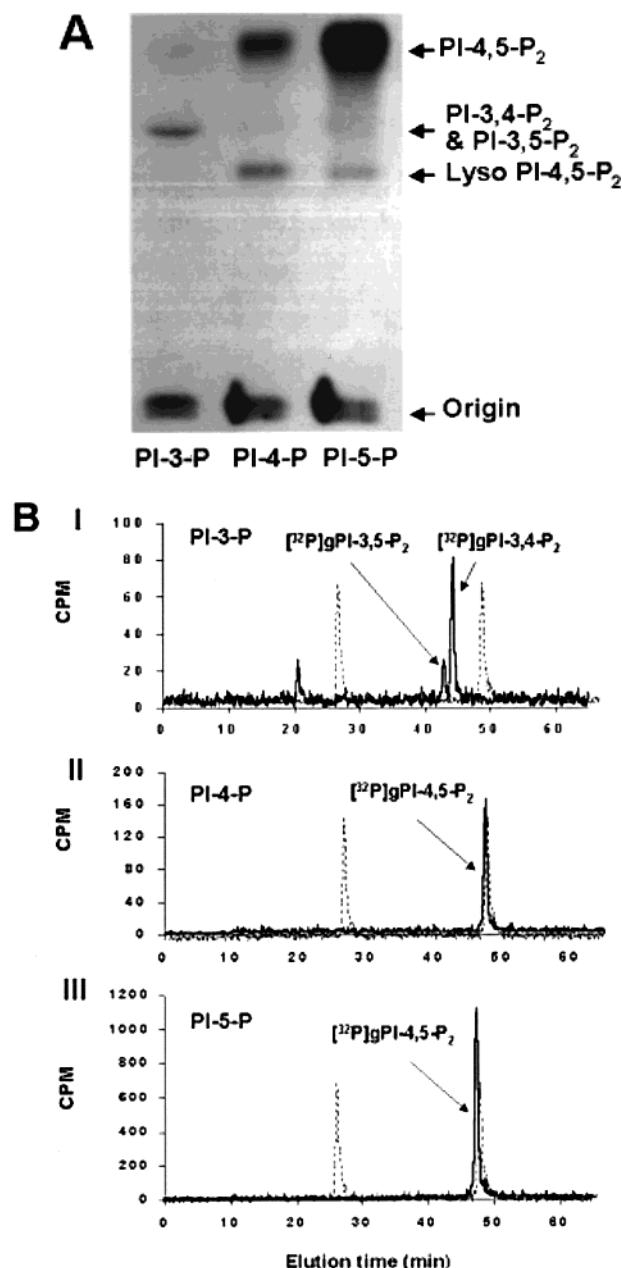 A
PI-4,5-P₂
PI-3,4-P₂
& PI-3,5-P₂
Lyso PI-4,5-P₂
Origin
PI-3-P PI-4-P PI-5-P
B I
PI-3-P
[³²P]gPI-3,5-P₂
[³²P]gPI-3,4-P₂
CPM
100
80
60
40
20
0
0 10 20 30 40 50 60
II
PI-4-P
[³²P]gPI-4,5-P₂
CPM
200
160
120
80
40
0
0 10 20 30 40 50 60
III
PI-5-P
[³²P]gPI-4,5-P₂
CPM
1200
1000
800
600
400
200
0
0 10 20 30 40 50 60
Elution time (min)